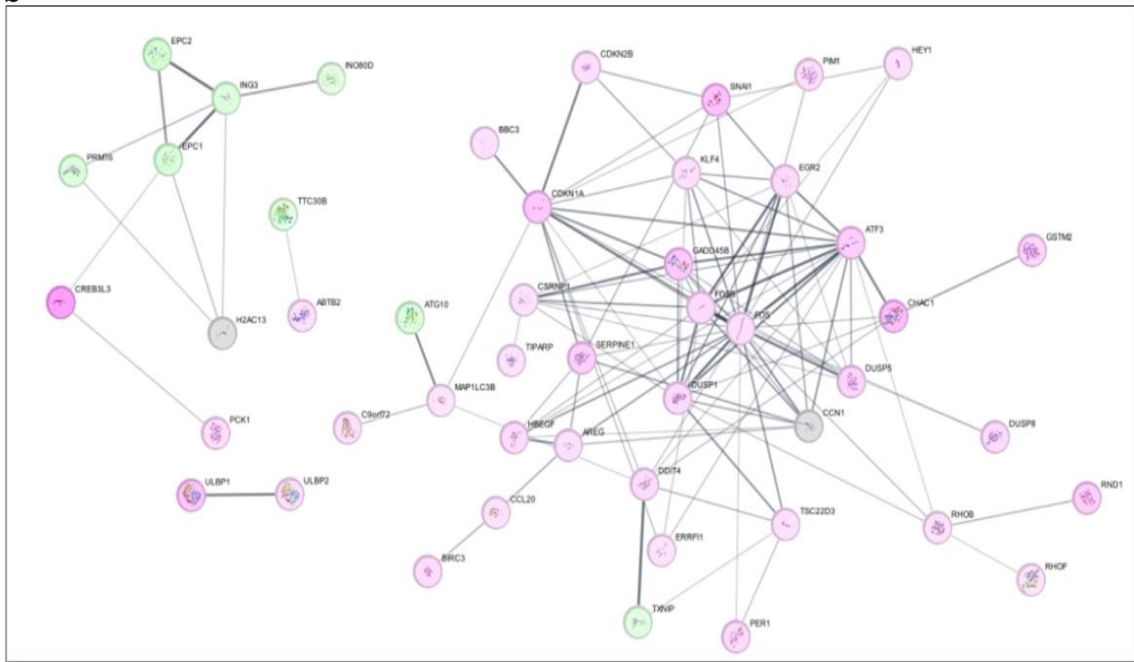 EPC2
CDKN2B
HEY1
PIM1
INO80D
ING3
SNAI1
BBC3
EPC1
PRMT6
KLF4
EGR2
CDKN1A
TTC30B
ATF3
GSTM2
GADD45B
CSRNP1
CREB3L3
ABTB2
ATG10
FOSB
CHAC1
H2AC13
FOS
TIPARP
SERPINE1
DUSP5
MAP1LC3B
DUSP1
C9orf72
CCN1
PCK1
HBEGF
AREG
DUSP8
DDIT4
ULBP1
ULBP2
RND1
CCL20
TSC22D3
RHOB
ERRFI1
BIRC3
RHOF
TXNIP
PER1